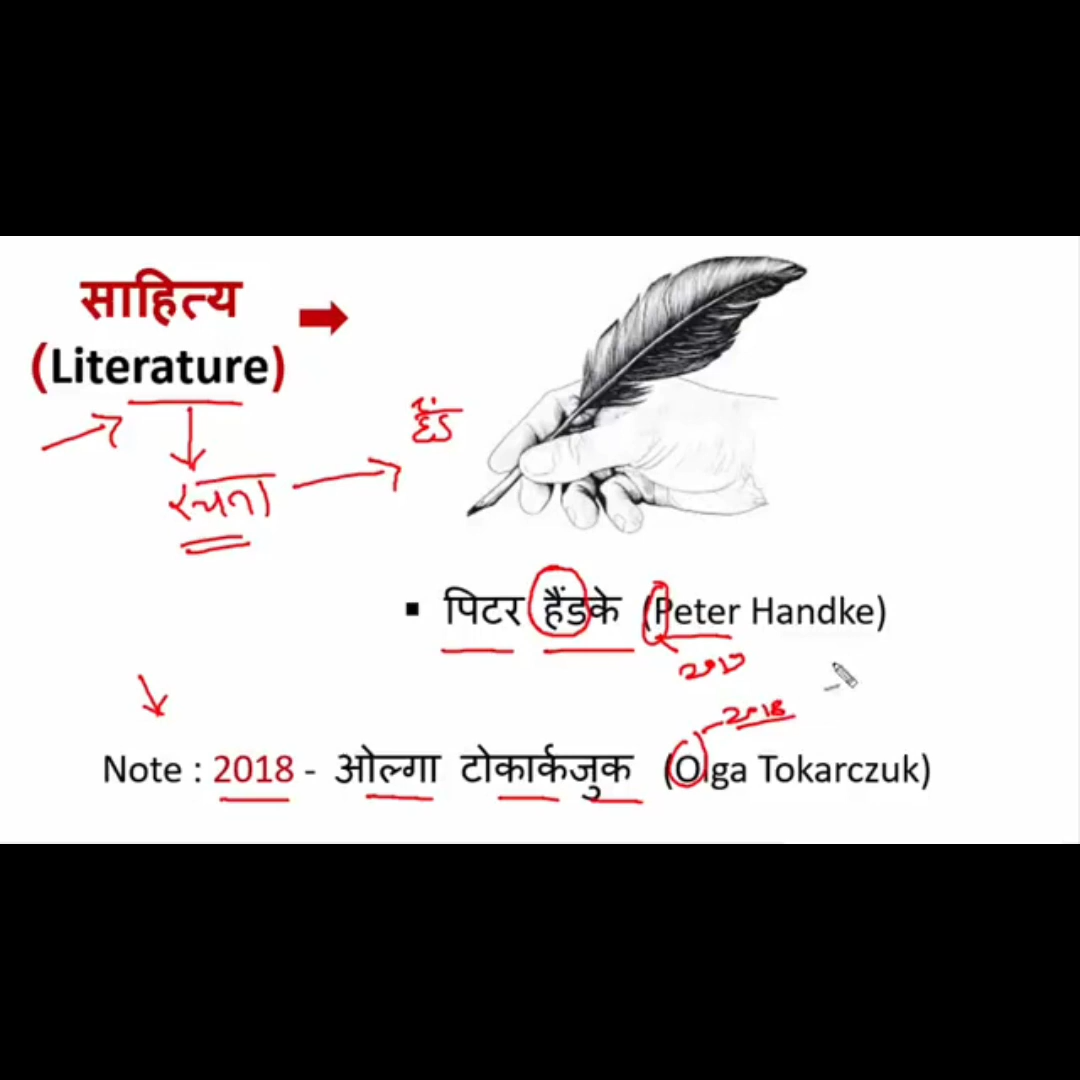 साहित्य
(Literature)
हैंड
रचना
▪ पिटर हैंडके (Peter Handke)
2018
Note : 2018 - ओल्गा टोकार्कजुक (Olga Tokarczuk)